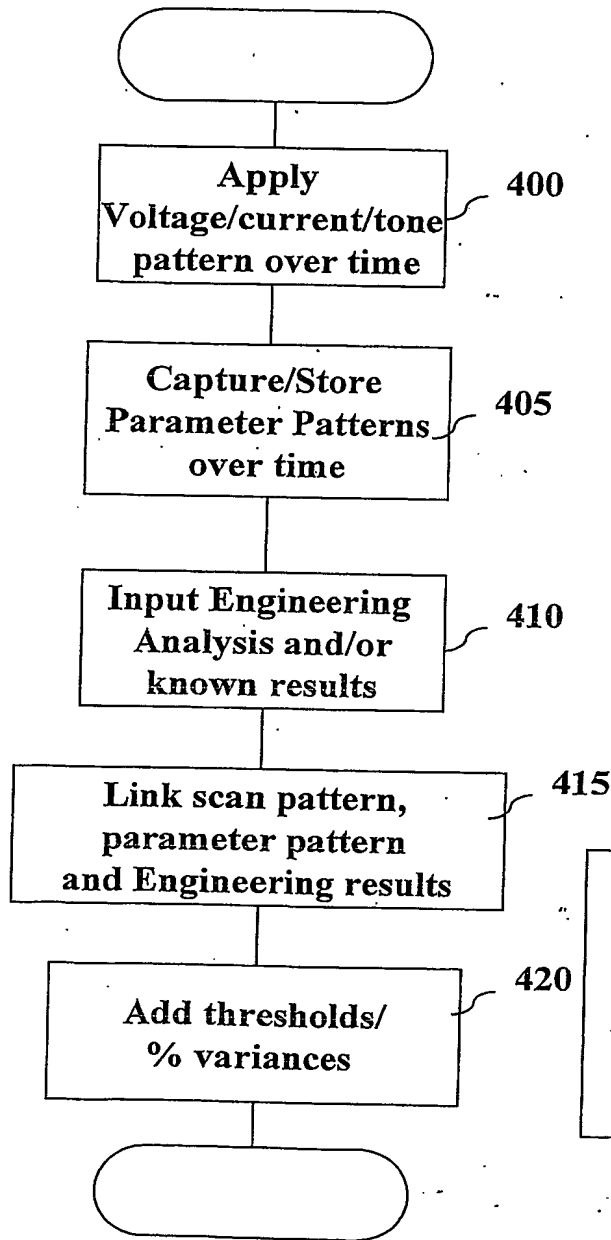 Apply
Voltage/current/tone
pattern over time
400
Capture/Store
Parameter Patterns
over time
405
Input Engineering
Analysis and/or
known results
410
Link scan pattern,
parameter pattern
and Engineering results
415
Add thresholds/
% variances
420